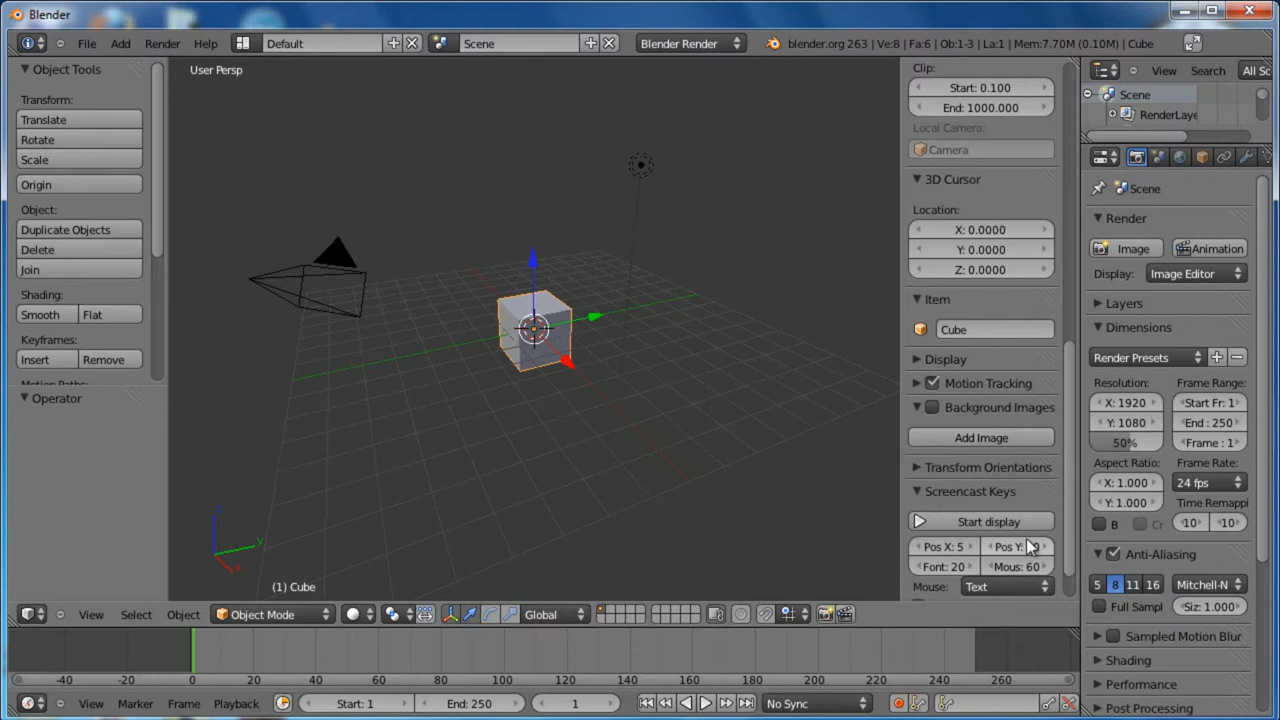 Blender
File Add Render Help Default Scene Blender Render blender.org 263 | Ve:8 | Fa:6 | Ob:1-3 | La:1 | Mem:7.70M (0.10M) | Cube
Object Tools
Transform:
Translate
Rotate
Scale
Origin
Object:
Duplicate Objects
Delete
Join
Shading:
Smooth Flat
Keyframes:
Insert Remove
Operator
User Persp
(1) Cube
Clip:
Start: 0.100
End: 1000.000
Local Camera:
Camera
3D Cursor
Location:
X: 0.0000
Y: 0.0000
Z: 0.0000
Item
Cube
Display
Motion Tracking
Background Images
Add Image
Transform Orientations
Screencast Keys
Start display
Pos X: 5 Pos Y:
Font: 20 Mous: 60
Mouse: Text
View Search All Sc
Scene
RenderLaye
Scene
Render
Image Animation
Display: Image Editor
Layers
Dimensions
Render Presets
Resolution: Frame Range:
X: 1920 Start Fr: 1
Y: 1080 End: 250
50% Frame: 1
Aspect Ratio: Frame Rate:
X: 1.000 24 fps
Y: 1.000 Time Remappi
B Cr 10 10
Anti-Aliasing
5 8 11 16 Mitchell-N
Full Sampl Siz: 1.000
Sampled Motion Blur
Shading
Performance
Post Processing
View Select Object Object Mode Global
-40 -20 0 20 40 60 80 100 120 140 160 180 200 220 240 260
View Marker Frame Playback Start: 1 End: 250 1 No Sync